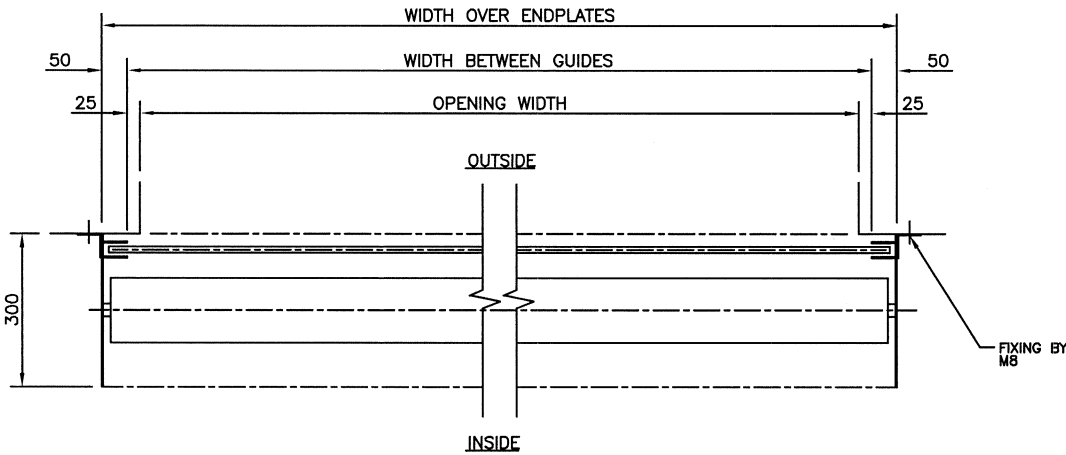 WIDTH OVER ENDPLATES
50
WIDTH BETWEEN GUIDES
50
25
OPENING WIDTH
25
OUTSIDE
300
FIXING BY
M8
INSIDE